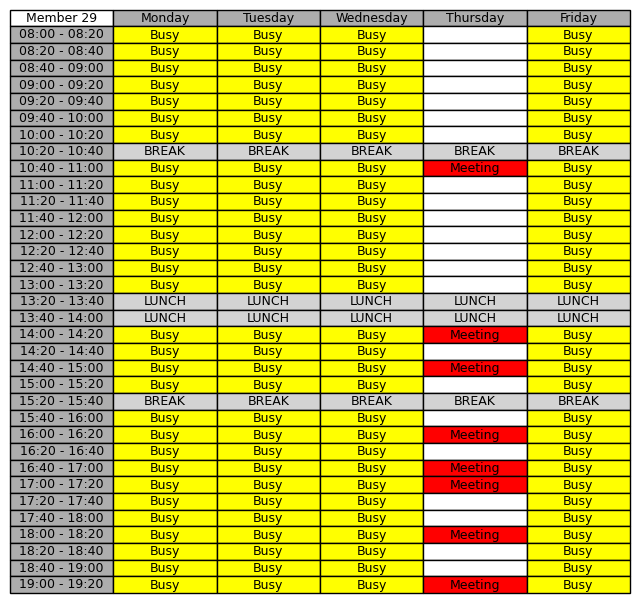 Member 29 Monday Tuesday Wednesday Thursday Friday
08:00 - 08:20 Busy Busy Busy Busy
08:20 - 08:40 Busy Busy Busy Busy
08:40 - 09:00 Busy Busy Busy Busy
09:00 - 09:20 Busy Busy Busy Busy
09:20 - 09:40 Busy Busy Busy Busy
09:40 - 10:00 Busy Busy Busy Busy
10:00 - 10:20 Busy Busy Busy Busy
10:20 - 10:40 BREAK BREAK BREAK BREAK BREAK
10:40 - 11:00 Busy Busy Busy Meeting Busy
11:00 - 11:20 Busy Busy Busy Busy
11:20 - 11:40 Busy Busy Busy Busy
11:40 - 12:00 Busy Busy Busy Busy
12:00 - 12:20 Busy Busy Busy Busy
12:20 - 12:40 Busy Busy Busy Busy
12:40 - 13:00 Busy Busy Busy Busy
13:00 - 13:20 Busy Busy Busy Busy
13:20 - 13:40 LUNCH LUNCH LUNCH LUNCH LUNCH
13:40 - 14:00 LUNCH LUNCH LUNCH LUNCH LUNCH
14:00 - 14:20 Busy Busy Busy Meeting Busy
14:20 - 14:40 Busy Busy Busy Busy
14:40 - 15:00 Busy Busy Busy Meeting Busy
15:00 - 15:20 Busy Busy Busy Busy
15:20 - 15:40 BREAK BREAK BREAK BREAK BREAK
15:40 - 16:00 Busy Busy Busy Busy
16:00 - 16:20 Busy Busy Busy Meeting Busy
16:20 - 16:40 Busy Busy Busy Busy
16:40 - 17:00 Busy Busy Busy Meeting Busy
17:00 - 17:20 Busy Busy Busy Meeting Busy
17:20 - 17:40 Busy Busy Busy Busy
17:40 - 18:00 Busy Busy Busy Busy
18:00 - 18:20 Busy Busy Busy Meeting Busy
18:20 - 18:40 Busy Busy Busy Busy
18:40 - 19:00 Busy Busy Busy Busy
19:00 - 19:20 Busy Busy Busy Meeting Busy